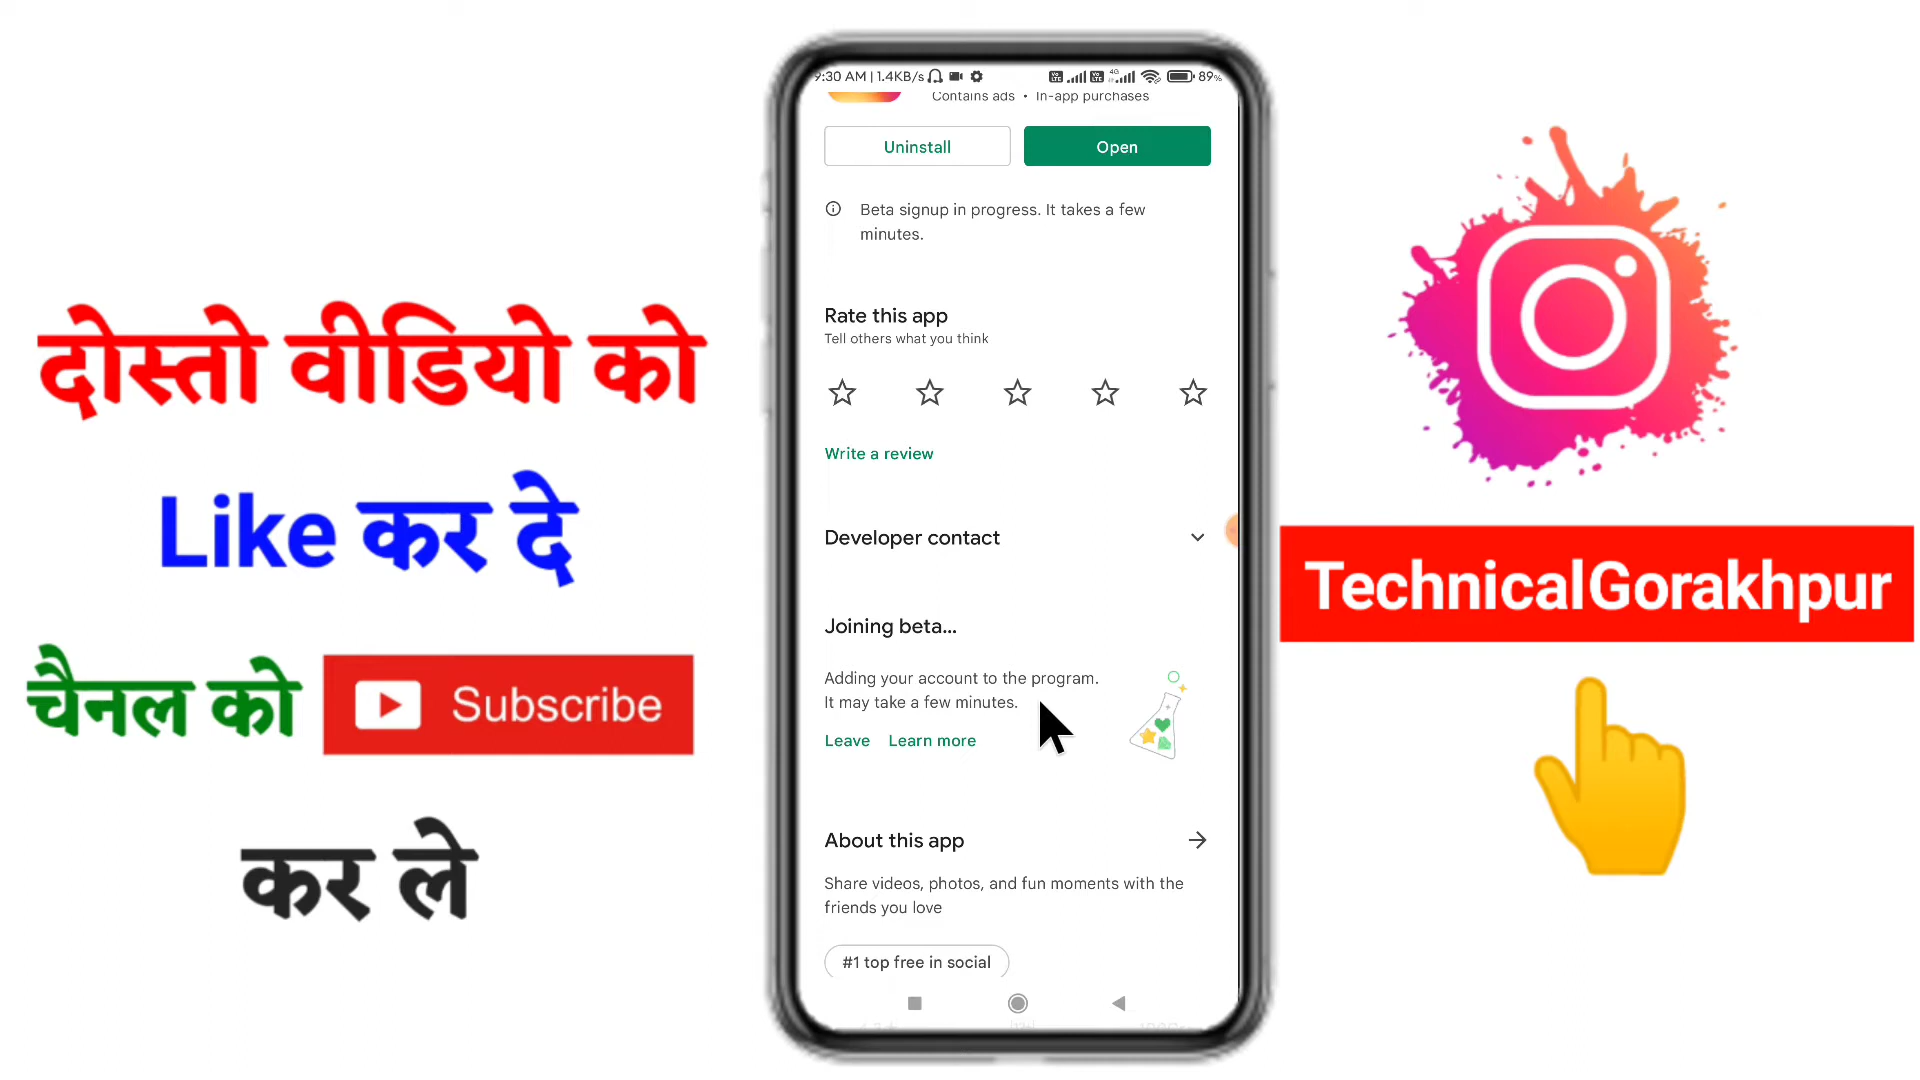 दोस्तो वीडियो को
Like कर दे
चैनल को Subscribe
कर ले
9:30 AM | 1.4KB/s
4G
89%
Contains ads • In-app purchases
Uninstall
Open
Beta signup in progress. It takes a few
minutes.
Rate this app
Tell others what you think
Write a review
Developer contact
Joining beta...
Adding your account to the program.
It may take a few minutes.
Leave Learn more
About this app
Share videos, photos, and fun moments with the
friends you love
#1 top free in social
TechnicalGorakhpur